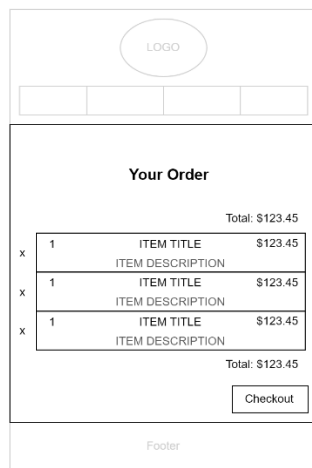 LOGO
Your Order
Total: $123.45
x 1 ITEM TITLE $123.45
ITEM DESCRIPTION
x 1 ITEM TITLE $123.45
ITEM DESCRIPTION
x 1 ITEM TITLE $123.45
ITEM DESCRIPTION
Total: $123.45
Checkout
Footer